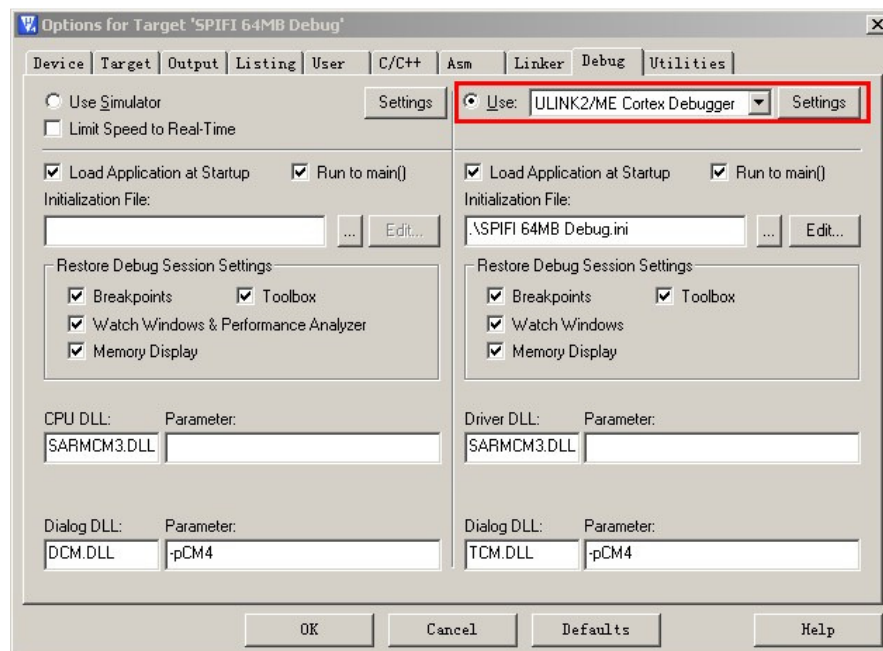 Options for Target 'SPIFI 64MB Debug'
Device Target Output Listing User C/C++ Asm Linker Debug Utilities
Use Simulator Settings
Limit Speed to Real-Time
Use: ULINK2/ME Cortex Debugger Settings
Load Application at Startup Run to main()
Initialization File:
... Edit...
Restore Debug Session Settings
Breakpoints Toolbox
Watch Windows & Performance Analyzer
Memory Display
CPU DLL: Parameter:
SARMCM3.DLL
Dialog DLL: Parameter:
DCM.DLL -pCM4
Load Application at Startup Run to main()
Initialization File:
.\SPIFI 64MB Debug.ini ... Edit...
Restore Debug Session Settings
Breakpoints Toolbox
Watch Windows
Memory Display
Driver DLL: Parameter:
SARMCM3.DLL
Dialog DLL: Parameter:
TCM.DLL -pCM4
OK Cancel Defaults Help